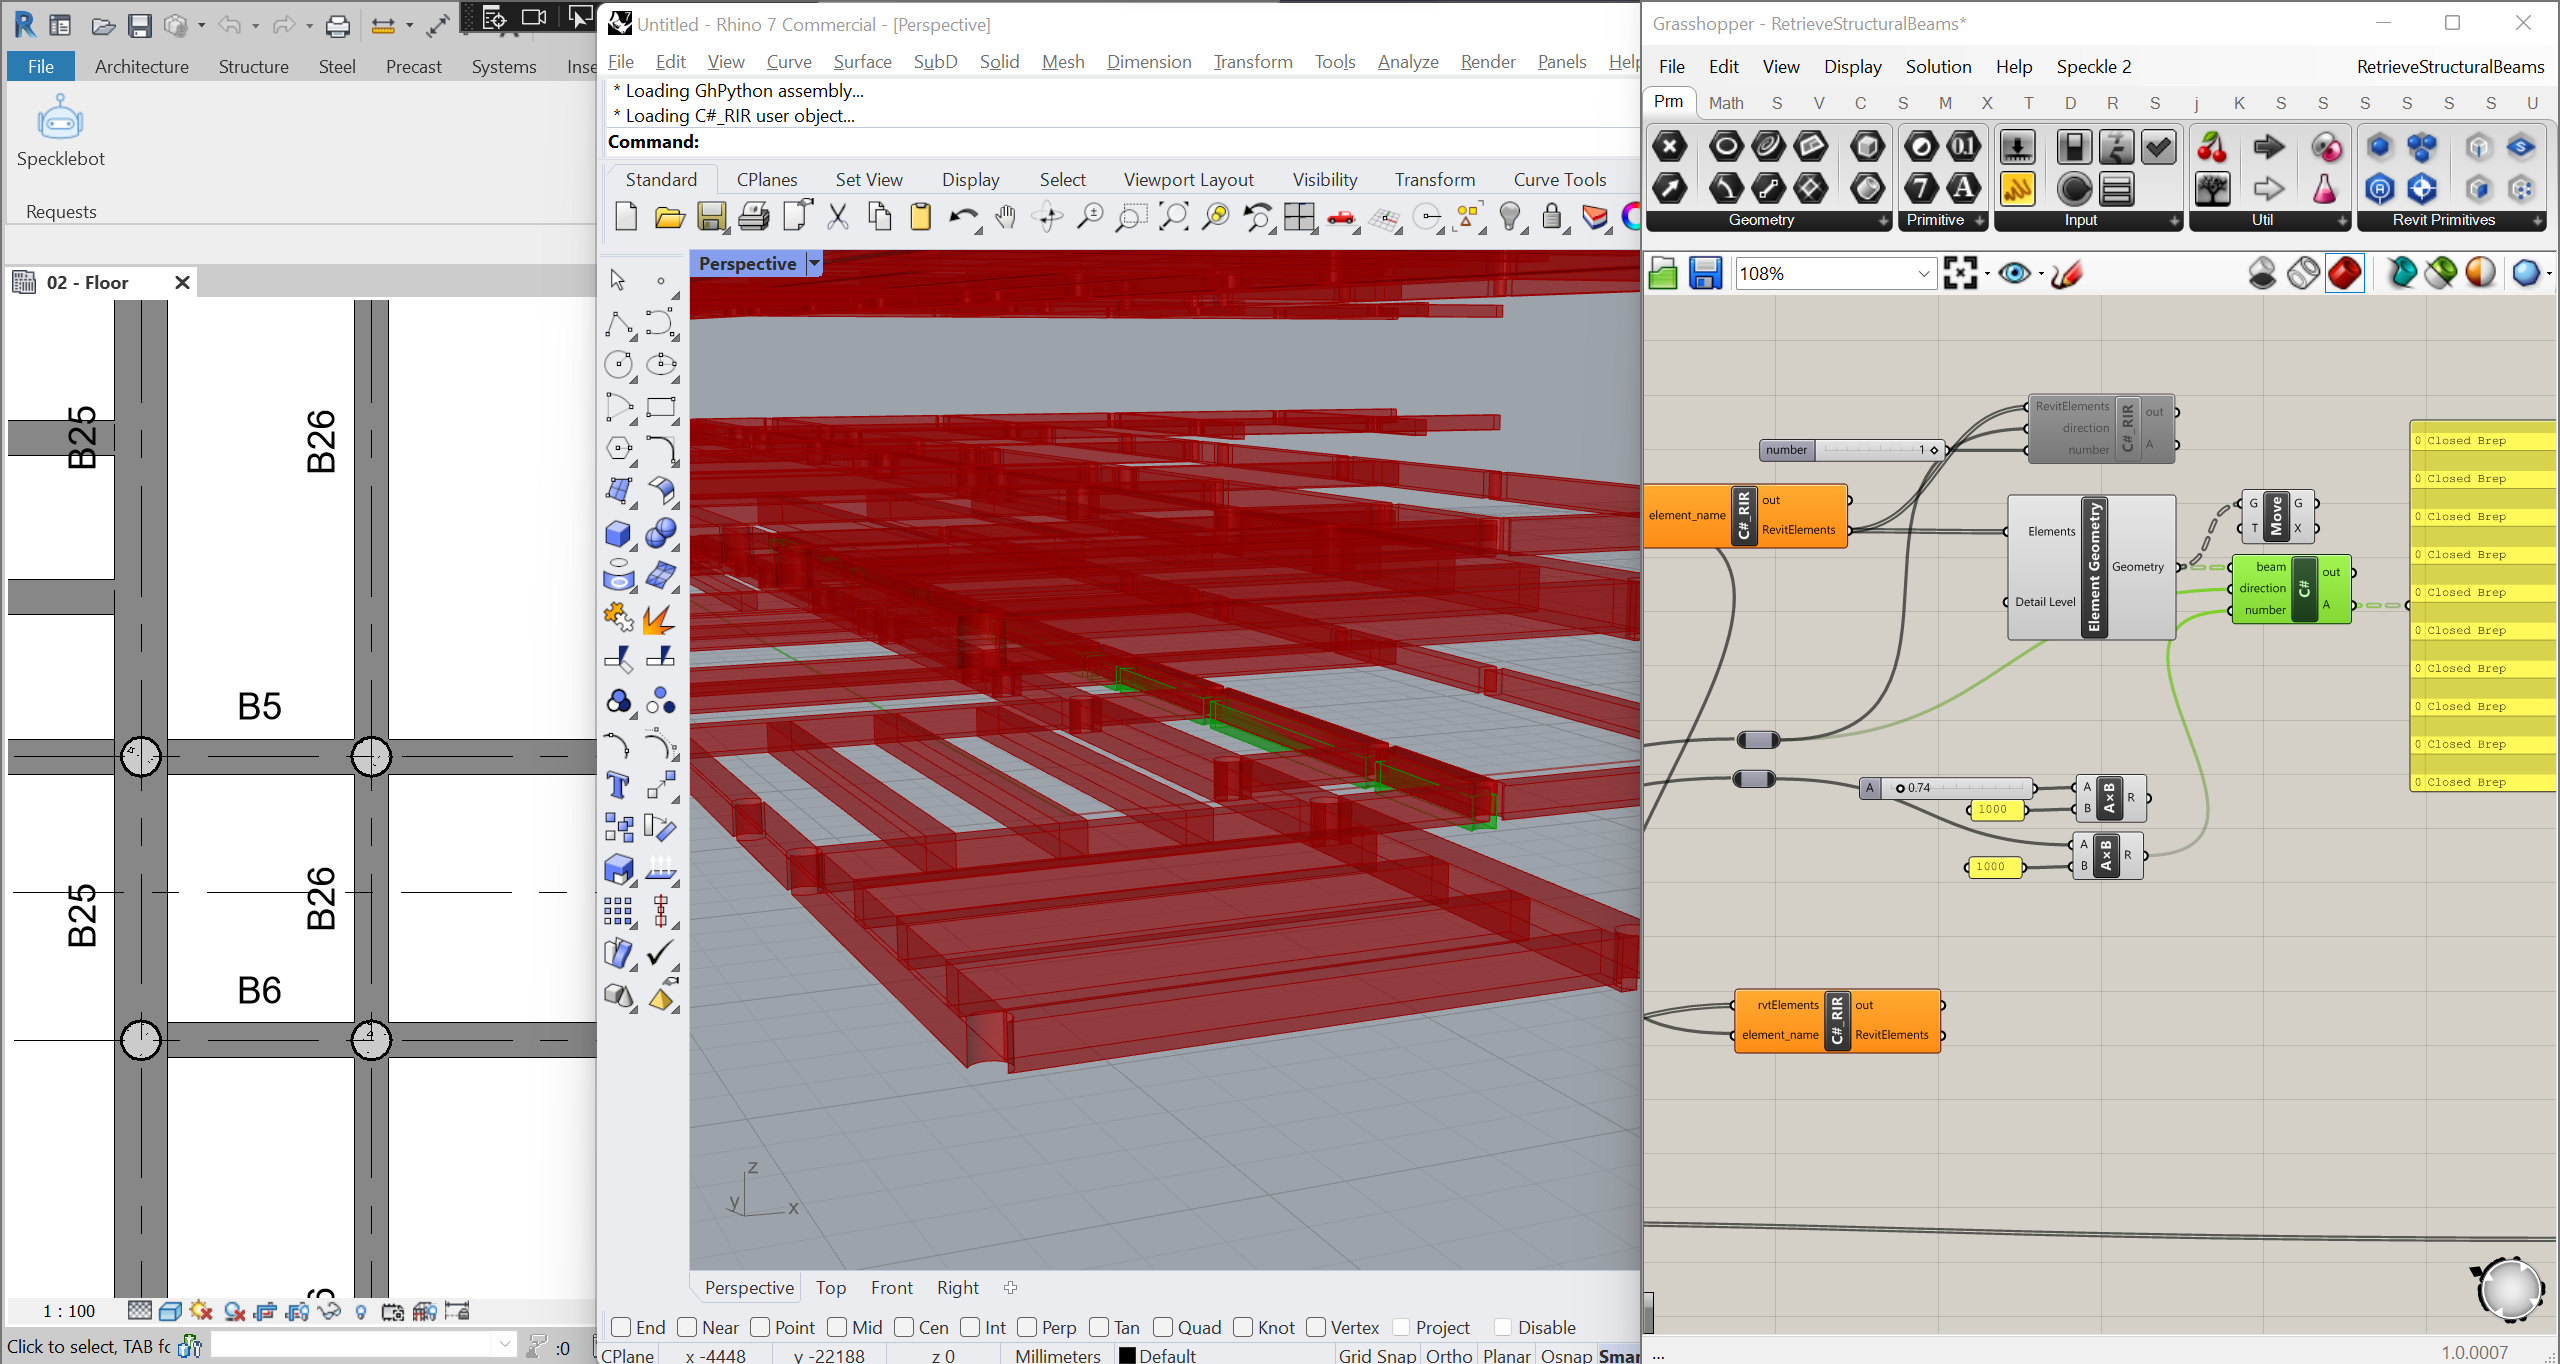 File
Architecture
Structure
Steel
Precast
Systems
Specklebot
Requests
02 - Floor
B25
B26
B5
B25
B26
B6
1 : 100
Click to select, TAB fo
:0
Untitled - Rhino 7 Commercial - [Perspective]
File Edit View Curve Surface SubD Solid Mesh Dimension Transform Tools Analyze Render Panels Help
* Loading GhPython assembly...
* Loading C#_RIR user object...
Command:
Standard CPlanes Set View Display Select Viewport Layout Visibility Transform Curve Tools
Perspective
z
y
x
Perspective Top Front Right
End Near Point Mid Cen Int Perp Tan Quad Knot Vertex Project Disable
CPlane x -4448 y -22188 z 0 Millimeters Default Grid Snap Ortho Planar Osnap Smar
Grasshopper - RetrieveStructuralBeams*
File Edit View Display Solution Help Speckle 2 RetrieveStructuralBeams
Prm Math S V C S M X T D R S j K S S S S S S U
Geometry Primitive Input Util Revit Primitives
108%
RevitElements
direction
number
C#_RIR
out
A
number 1
element_name
C#_RIR
out
RevitElements
Elements
Detail Level
Element Geometry
Geometry
G
T
Move
G
X
beam
direction
number
C#
out
A
0 Closed Brep
0 Closed Brep
0 Closed Brep
0 Closed Brep
0 Closed Brep
0 Closed Brep
0 Closed Brep
0 Closed Brep
0 Closed Brep
0 Closed Brep
A 0.74
1000
A
B
A×B
R
1000
A
B
A×B
R
rvtElements
element_name
C#_RIR
out
RevitElements
...
1.0.0007